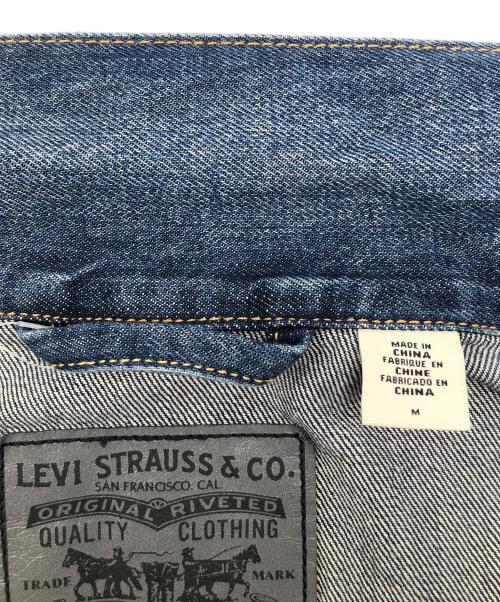 MADE IN
CHINA
FABRIQUE EN
CHINE
FABRICADO EN
CHINA
M
LEVI STRAUSS & CO.
SAN FRANCISCO, CAL.
ORIGINAL RIVETED
QUALITY CLOTHING
TRADE MARK